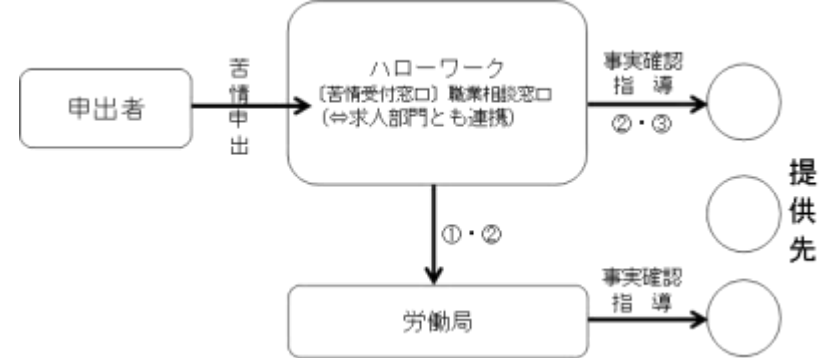 申出者
苦情申出
ハローワーク
〔苦情受付窓口〕職業相談窓口
(⇔求人部門とも連携)
事実確認
指 導
②・③
①・②
提供先
労働局
事実確認
指 導